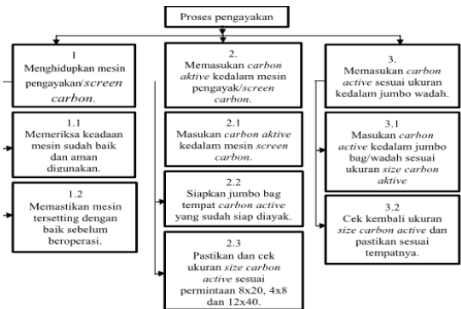 Proses pengayakan
1
Menghidupkan mesin
pengayakan/screen
carbon.
1.1
Memeriksa keadaan
mesin sudah baik
dan aman
digunakan.
1.2
Memastikan mesin
tersetting dengan
baik sebelum
beroperasi.
2.
Memasukan carbon
aktive kedalam mesin
pengayak/screen
carbon.
2.1
Masukan carbon aktive
kedalam mesin screen
carbon.
2.2
Siapkan jumbo bag
tempat carbon active
yang sudah siap diayak.
2.3
Pastikan dan cek
ukuran size carbon
active sesuai
permintaan 8x20, 4x8
dan 12x40.
3.
Memasukan carbon
active sesuai ukuran
kedalam jumbo wadah.
3.1
Masukan carbon
active kedalam jumbo
bag/wadah sesuai
ukuran size carbon
aktive
3.2
Cek kembali ukuran
size carbon active dan
pastikan sesuai
tempatnya.